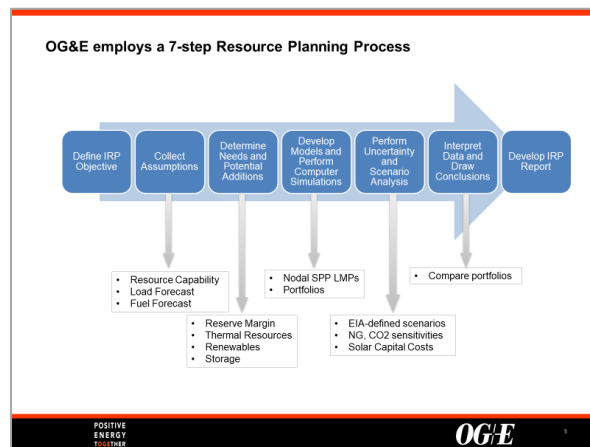 OG&E employs a 7-step Resource Planning Process
Define IRP
Objective
Collect
Assumptions
Determine
Needs and
Potential
Additions
Develop
Models and
Perform
Computer
Simulations
Perform
Uncertainty
and
Scenario
Analysis
Interpret
Data and
Draw
Conclusions
Develop IRP
Report
• Resource Capability
• Load Forecast
• Fuel Forecast
• Reserve Margin
• Thermal Resources
• Renewables
• Storage
• Nodal SPP LMPs
• Portfolios
• EIA-defined scenarios
• NG, CO2 sensitivities
• Solar Capital Costs
• Compare portfolios
POSITIVE
ENERGY
TOGETHER
OG/E
5